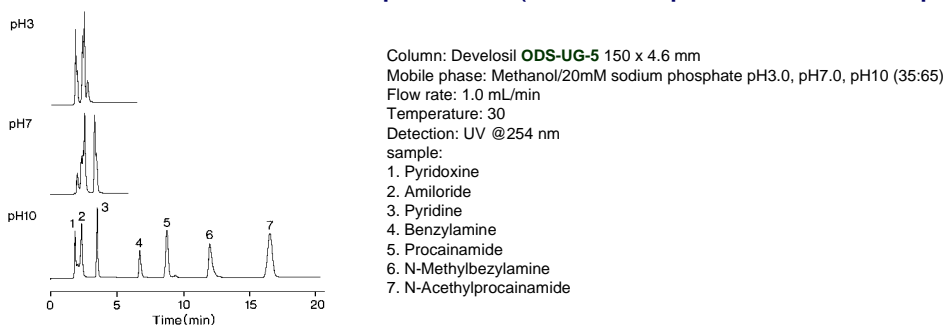 pH3
pH7
pH10
1 2 3 4 5 6 7
0 5 10 15 20
Time(min)
Column: Develosil ODS-UG-5 150 x 4.6 mm
Mobile phase: Methanol/20mM sodium phosphate pH3.0, pH7.0, pH10 (35:65)
Flow rate: 1.0 mL/min
Temperature: 30
Detection: UV @254 nm
sample:
1. Pyridoxine
2. Amiloride
3. Pyridine
4. Benzylamine
5. Procainamide
6. N-Methylbezylamine
7. N-Acethylprocainamide